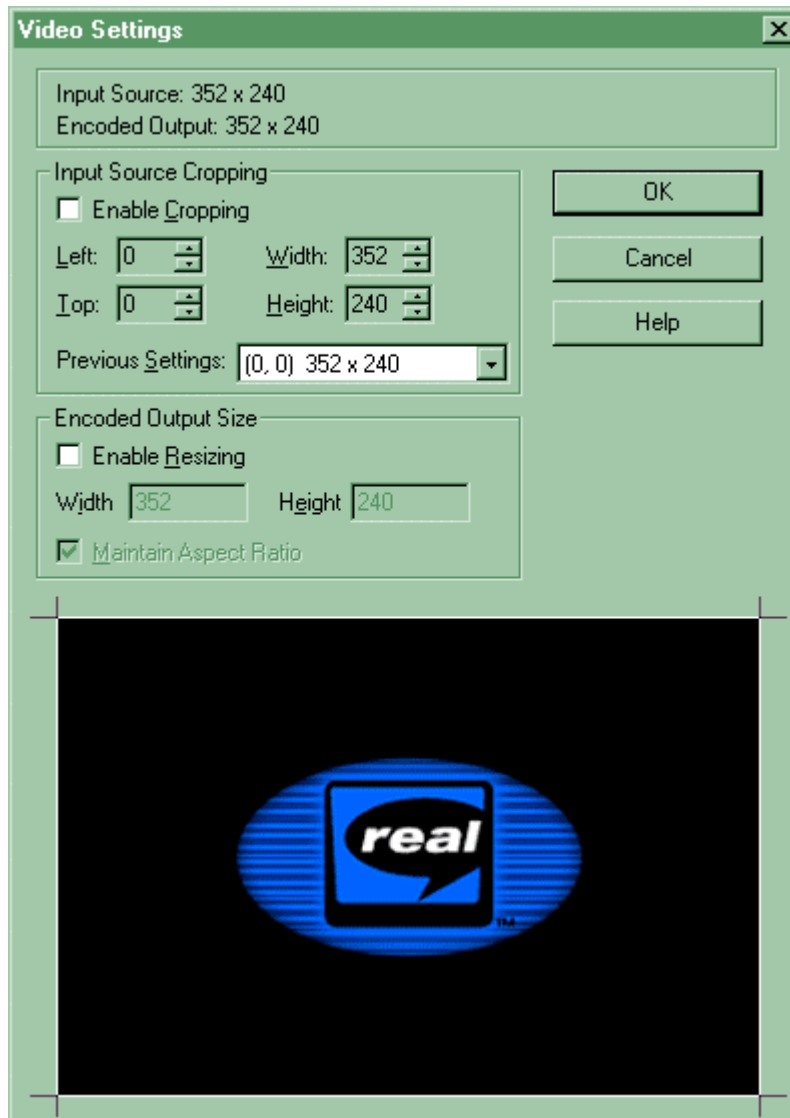 Video Settings
Input Source: 352 x 240
Encoded Output: 352 x 240
Input Source Cropping
Enable Cropping
Left: 0 Width: 352
Top: 0 Height: 240
Previous Settings: (0, 0) 352 x 240
OK
Cancel
Help
Encoded Output Size
Enable Resizing
Width 352 Height 240
Maintain Aspect Ratio
real
TM